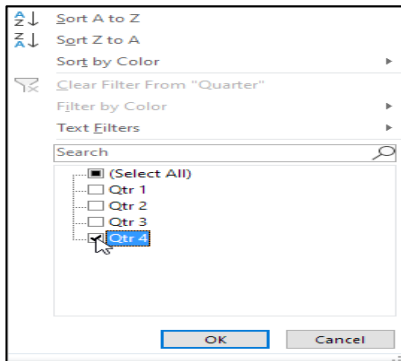 Sort A to Z
Sort Z to A
Sort by Color
Clear Filter From "Quarter"
Filter by Color
Text Filters
Search
(Select All)
Qtr 1
Qtr 2
Qtr 3
Qtr 4
OK Cancel